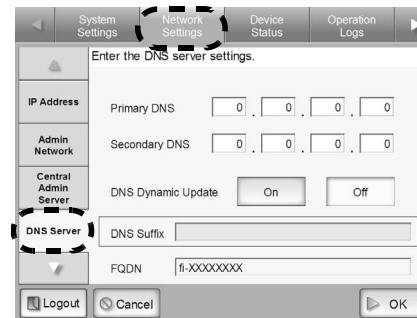 System Settings
Network Settings
Device Status
Operation Logs
Enter the DNS server settings.
IP Address
Admin Network
Central Admin Server
DNS Server
Primary DNS 0 . 0 . 0 . 0
Secondary DNS 0 . 0 . 0 . 0
DNS Dynamic Update On Off
DNS Suffix
FQDN fi-XXXXXXXX
Logout Cancel OK